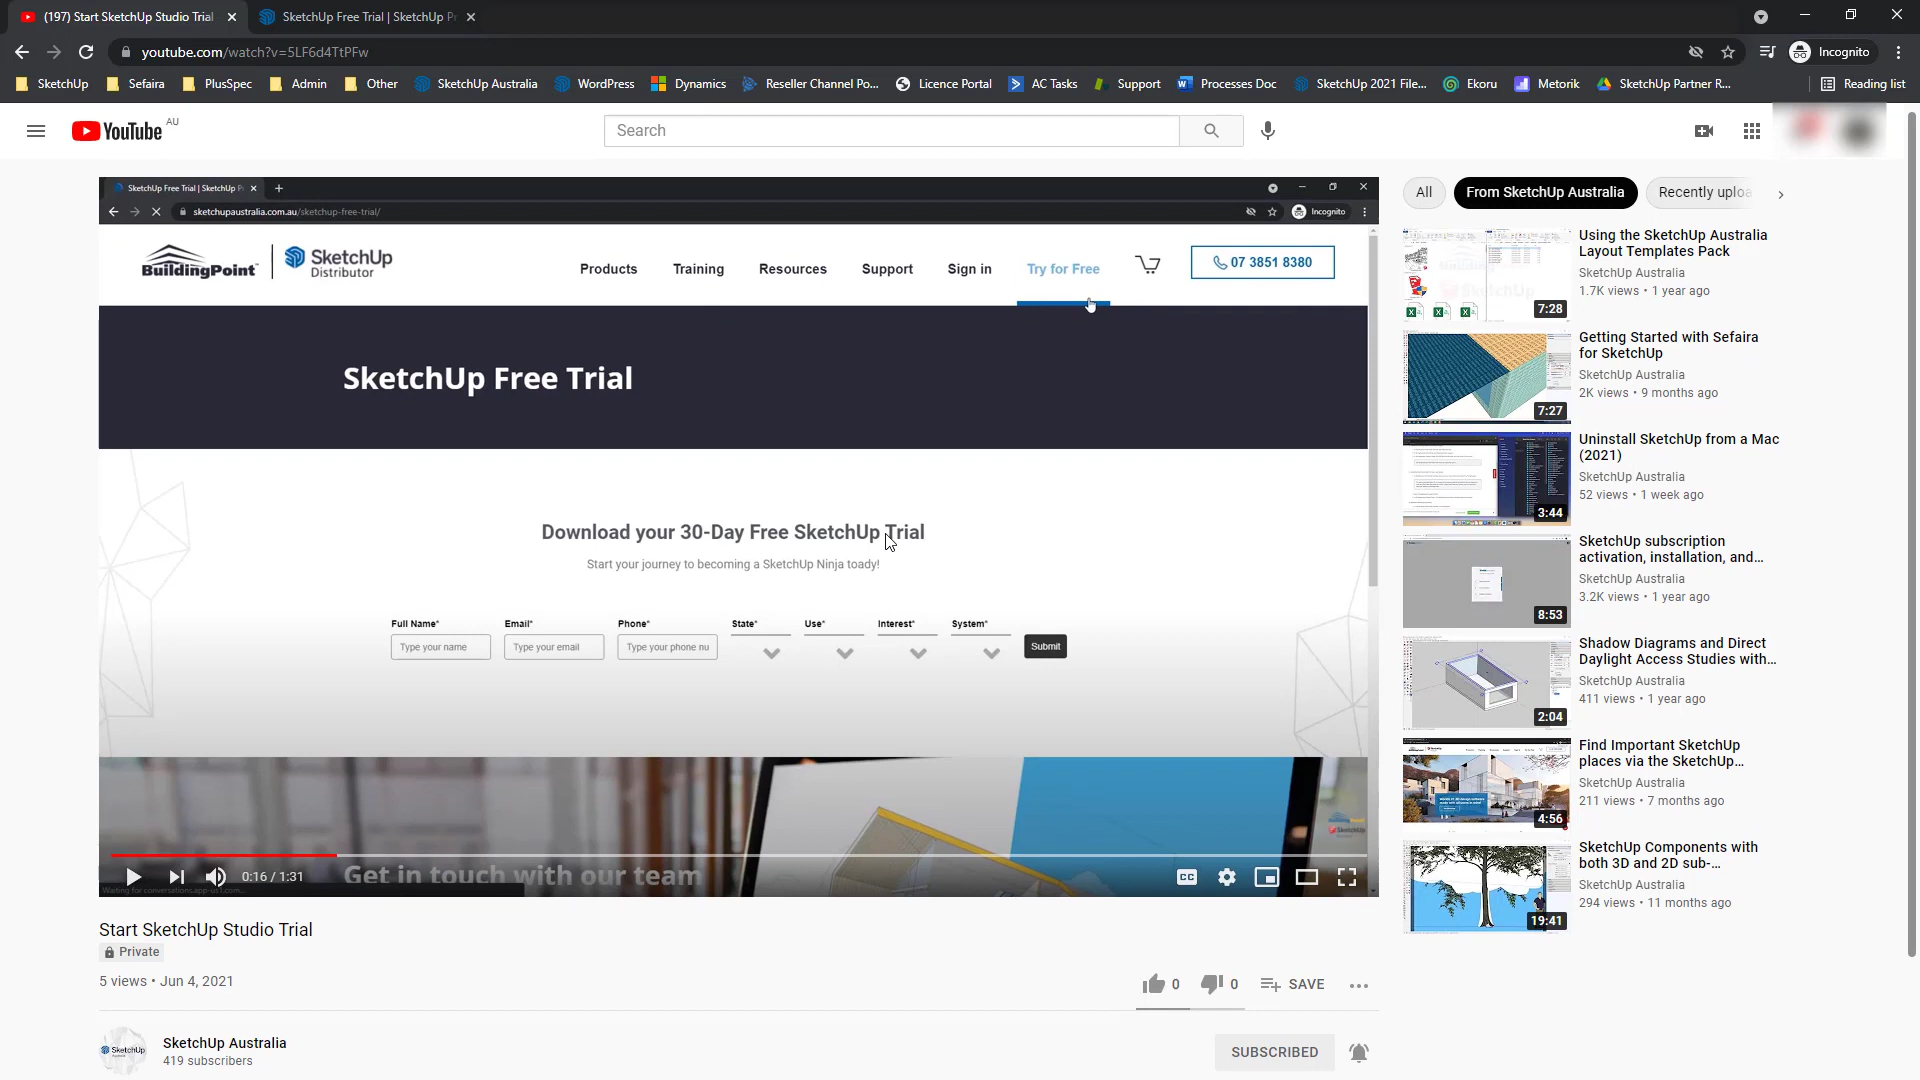 (197) Start SketchUp Studio Trial
SketchUp Free Trial | SketchUp Pr
youtube.com/watch?v=5LF6d4TtPFw
Incognito
SketchUp Sefaira PlusSpec Admin Other SketchUp Australia WordPress Dynamics Reseller Channel Po... Licence Portal AC Tasks Support Processes Doc SketchUp 2021 File... Ekoru Metorik SketchUp Partner R... Reading list
YouTube AU
Search
SketchUp Free Trial | SketchUp P
sketchupaustralia.com.au/sketchup-free-trial/
Incognito
BuildingPoint
SketchUp
Distributor
Products Training Resources Support Sign in Try for Free 07 3851 8380
SketchUp Free Trial
Download your 30-Day Free SketchUp Trial
Start your journey to becoming a SketchUp Ninja toady!
Full Name* Email* Phone* State* Use* Interest* System*
Type your name Type your email Type your phone nu Submit
0:16 / 1:31
Get in touch with our team
CC
Waiting for conversations.app-us1.com...
Start SketchUp Studio Trial
Private
5 views • Jun 4, 2021
0 0 SAVE
SketchUp
SketchUp Australia
419 subscribers
SUBSCRIBED
All From SketchUp Australia Recently uploa
Using the SketchUp Australia
Layout Templates Pack
SketchUp Australia
1.7K views • 1 year ago
7:28
Getting Started with Sefaira
for SketchUp
SketchUp Australia
2K views • 9 months ago
7:27
Uninstall SketchUp from a Mac
(2021)
SketchUp Australia
52 views • 1 week ago
3:44
SketchUp subscription
activation, installation, and...
SketchUp Australia
3.2K views • 1 year ago
8:53
Shadow Diagrams and Direct
Daylight Access Studies with...
SketchUp Australia
411 views • 1 year ago
2:04
Find Important SketchUp
places via the SketchUp...
SketchUp Australia
211 views • 7 months ago
4:56
SketchUp Components with
both 3D and 2D sub-...
SketchUp Australia
294 views • 11 months ago
19:41